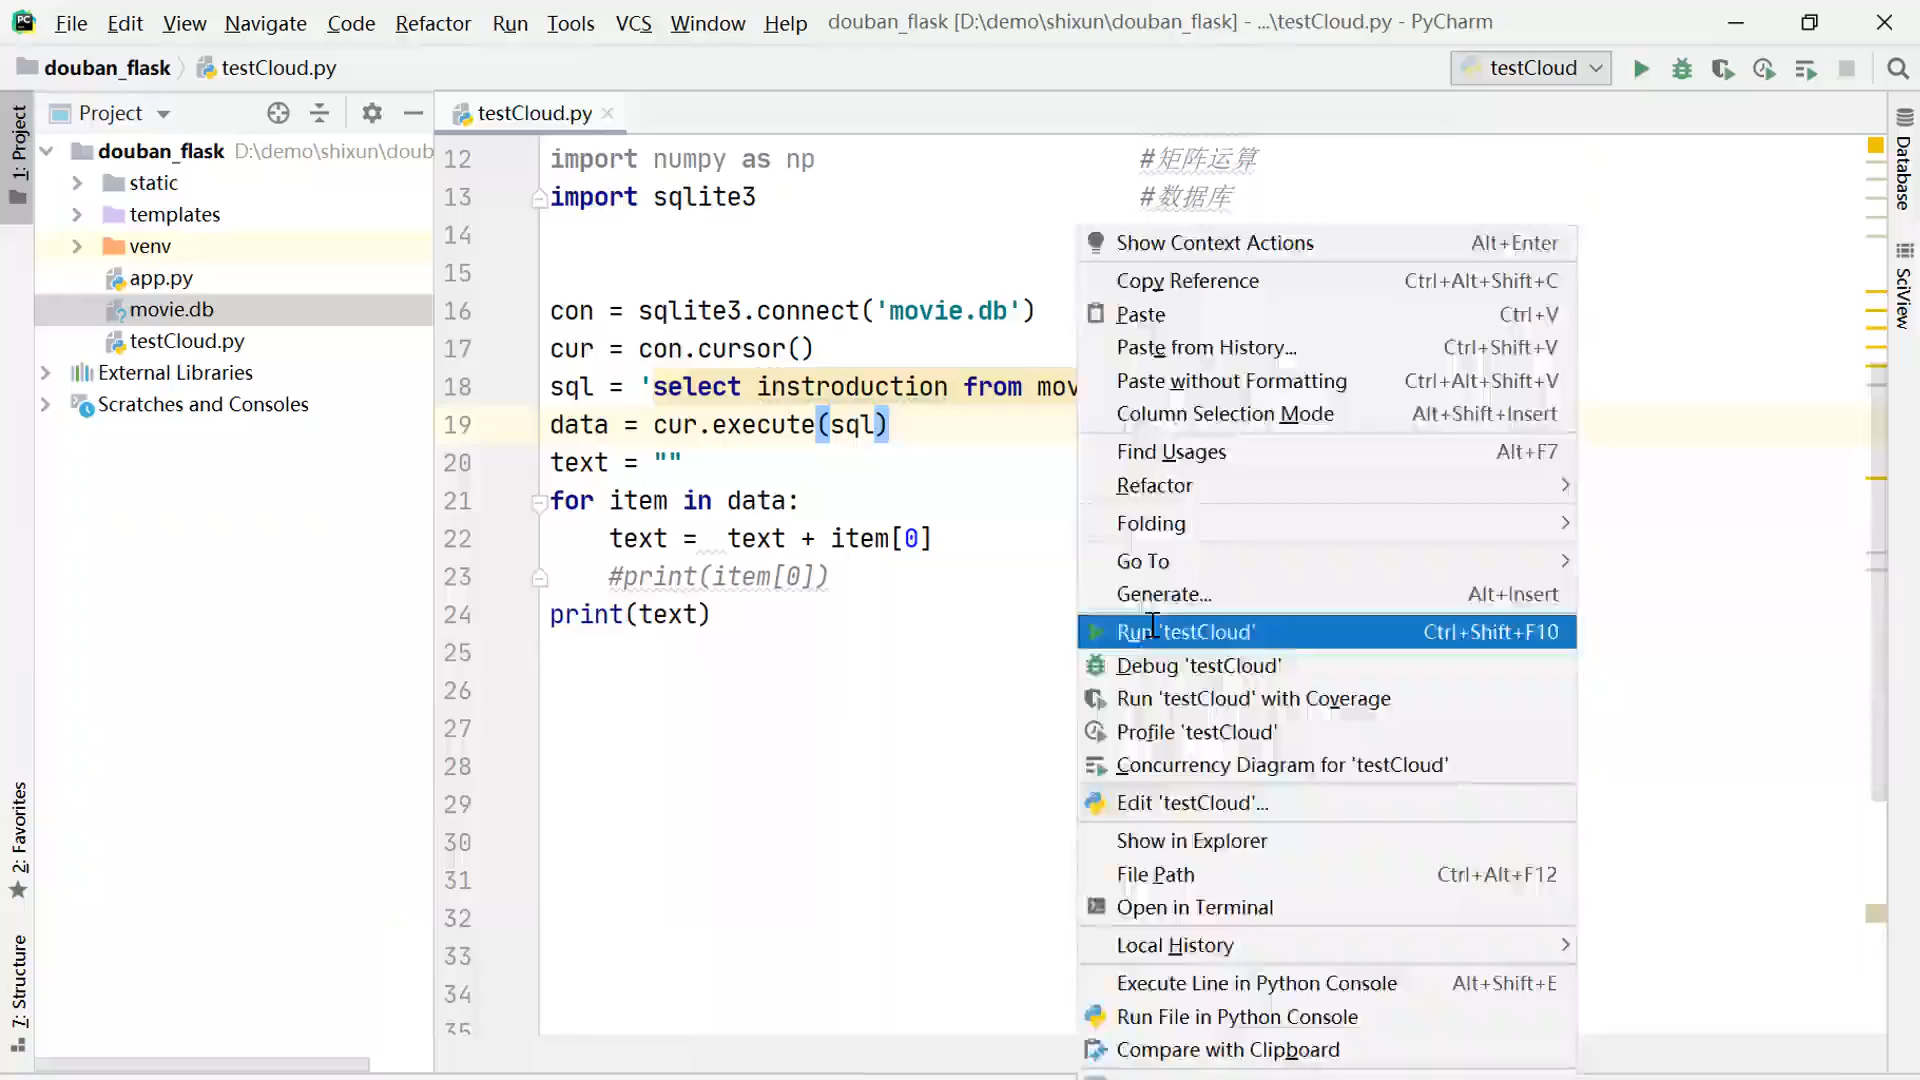 File Edit View Navigate Code Refactor Run Tools VCS Window Help douban_flask [D:\demo\shixun\douban_flask] - ...\testCloud.py - PyCharm
douban_flask testCloud.py testCloud
1: Project
2: Favorites
7: Structure
Project
douban_flask D:\demo\shixun\doub
static
templates
venv
app.py
movie.db
testCloud.py
External Libraries
Scratches and Consoles
testCloud.py
12 import numpy as np #矩阵运算
13 import sqlite3 #数据库
14
15
16 con = sqlite3.connect('movie.db')
17 cur = con.cursor()
18 sql = 'select instroduction from mov
19 data = cur.execute(sql)
20 text = ""
21 for item in data:
22 text =  text + item[0]
23 #print(item[0])
24 print(text)
25
26
27
28
29
30
31
32
33
34
35
Show Context Actions Alt+Enter
Copy Reference Ctrl+Alt+Shift+C
Paste Ctrl+V
Paste from History... Ctrl+Shift+V
Paste without Formatting Ctrl+Alt+Shift+V
Column Selection Mode Alt+Shift+Insert
Find Usages Alt+F7
Refactor
Folding
Go To
Generate... Alt+Insert
Run 'testCloud' Ctrl+Shift+F10
Debug 'testCloud'
Run 'testCloud' with Coverage
Profile 'testCloud'
Concurrency Diagram for 'testCloud'
Edit 'testCloud'...
Show in Explorer
File Path Ctrl+Alt+F12
Open in Terminal
Local History
Execute Line in Python Console Alt+Shift+E
Run File in Python Console
Compare with Clipboard
Database
SciView